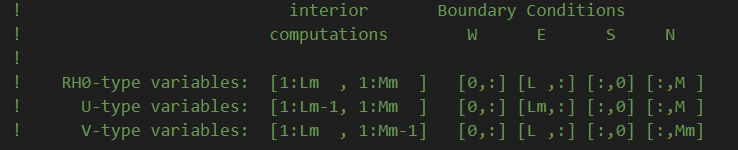 !                       interior         Boundary Conditions
!                     computations       W     E     S    N
!
!    RH0-type variables:  [1:Lm  , 1:Mm  ]   [0,:] [L ,:] [:,0] [:,M ]
!      U-type variables:  [1:Lm-1, 1:Mm  ]   [0,:] [Lm,:] [:,0] [:,M ]
!      V-type variables:  [1:Lm  , 1:Mm-1]   [0,:] [L ,:] [:,0] [:,Mm]